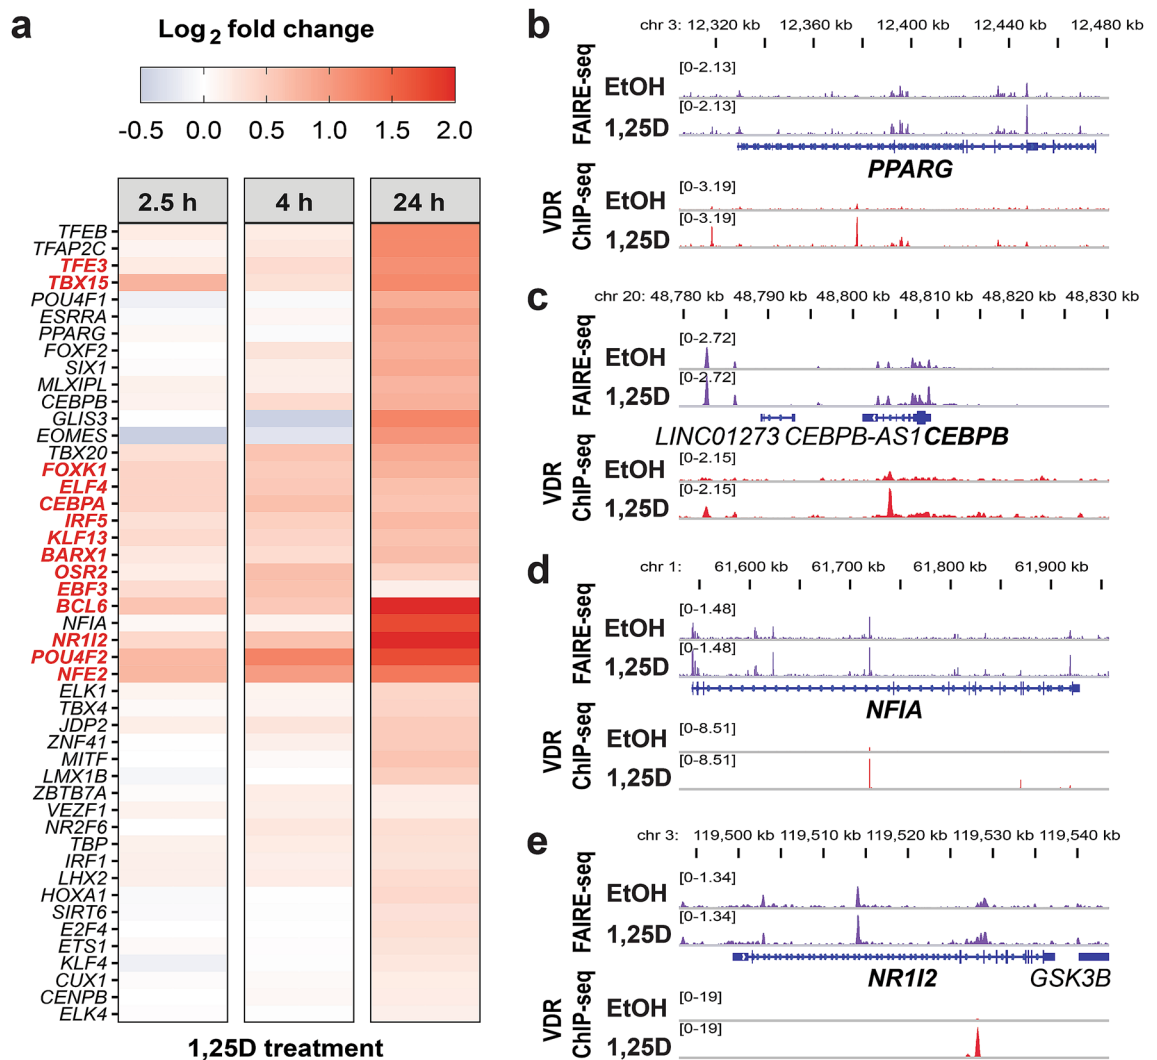 a
Log2 fold change
-0.5 0.0 0.5 1.0 1.5 2.0
2.5 h 4 h 24 h
TFEB
TFAP2C
TFE3
TBX15
POU4F1
ESRRA
PPARG
FOXF2
SIX1
MLXIPL
CEBPB
GLIS3
EOMES
TBX20
FOXK1
ELF4
CEBPA
IRF5
KLF13
BARX1
OSR2
EBF3
BCL6
NFIA
NR1I2
POU4F2
NFE2
ELK1
TBX4
JDP2
ZNF41
MITF
LMX1B
ZBTB7A
VEZF1
NR2F6
TBP
IRF1
LHX2
HOXA1
SIRT6
E2F4
ETS1
KLF4
CUX1
CENPB
ELK4
1,25D treatment
b
chr 3: 12,320 kb 12,360 kb 12,400 kb 12,440 kb 12,480 kb
FAIRE-seq
EtOH [0-2.13]
1,25D [0-2.13]
PPARG
VDR
ChIP-seq
EtOH [0-3.19]
1,25D [0-3.19]
c
chr 20: 48,780 kb 48,790 kb 48,800 kb 48,810 kb 48,820 kb 48,830 kb
FAIRE-seq
EtOH [0-2.72]
1,25D [0-2.72]
LINC01273 CEBPB-AS1 CEBPB
VDR
ChIP-seq
EtOH [0-2.15]
1,25D [0-2.15]
d
chr 1: 61,600 kb 61,700 kb 61,800 kb 61,900 kb
FAIRE-seq
EtOH [0-1.48]
1,25D [0-1.48]
NFIA
VDR
ChIP-seq
EtOH [0-8.51]
1,25D [0-8.51]
e
chr 3: 119,500 kb 119,510 kb 119,520 kb 119,530 kb 119,540 kb
FAIRE-seq
EtOH [0-1.34]
1,25D [0-1.34]
NR1I2 GSK3B
VDR
ChIP-seq
EtOH [0-19]
1,25D [0-19]